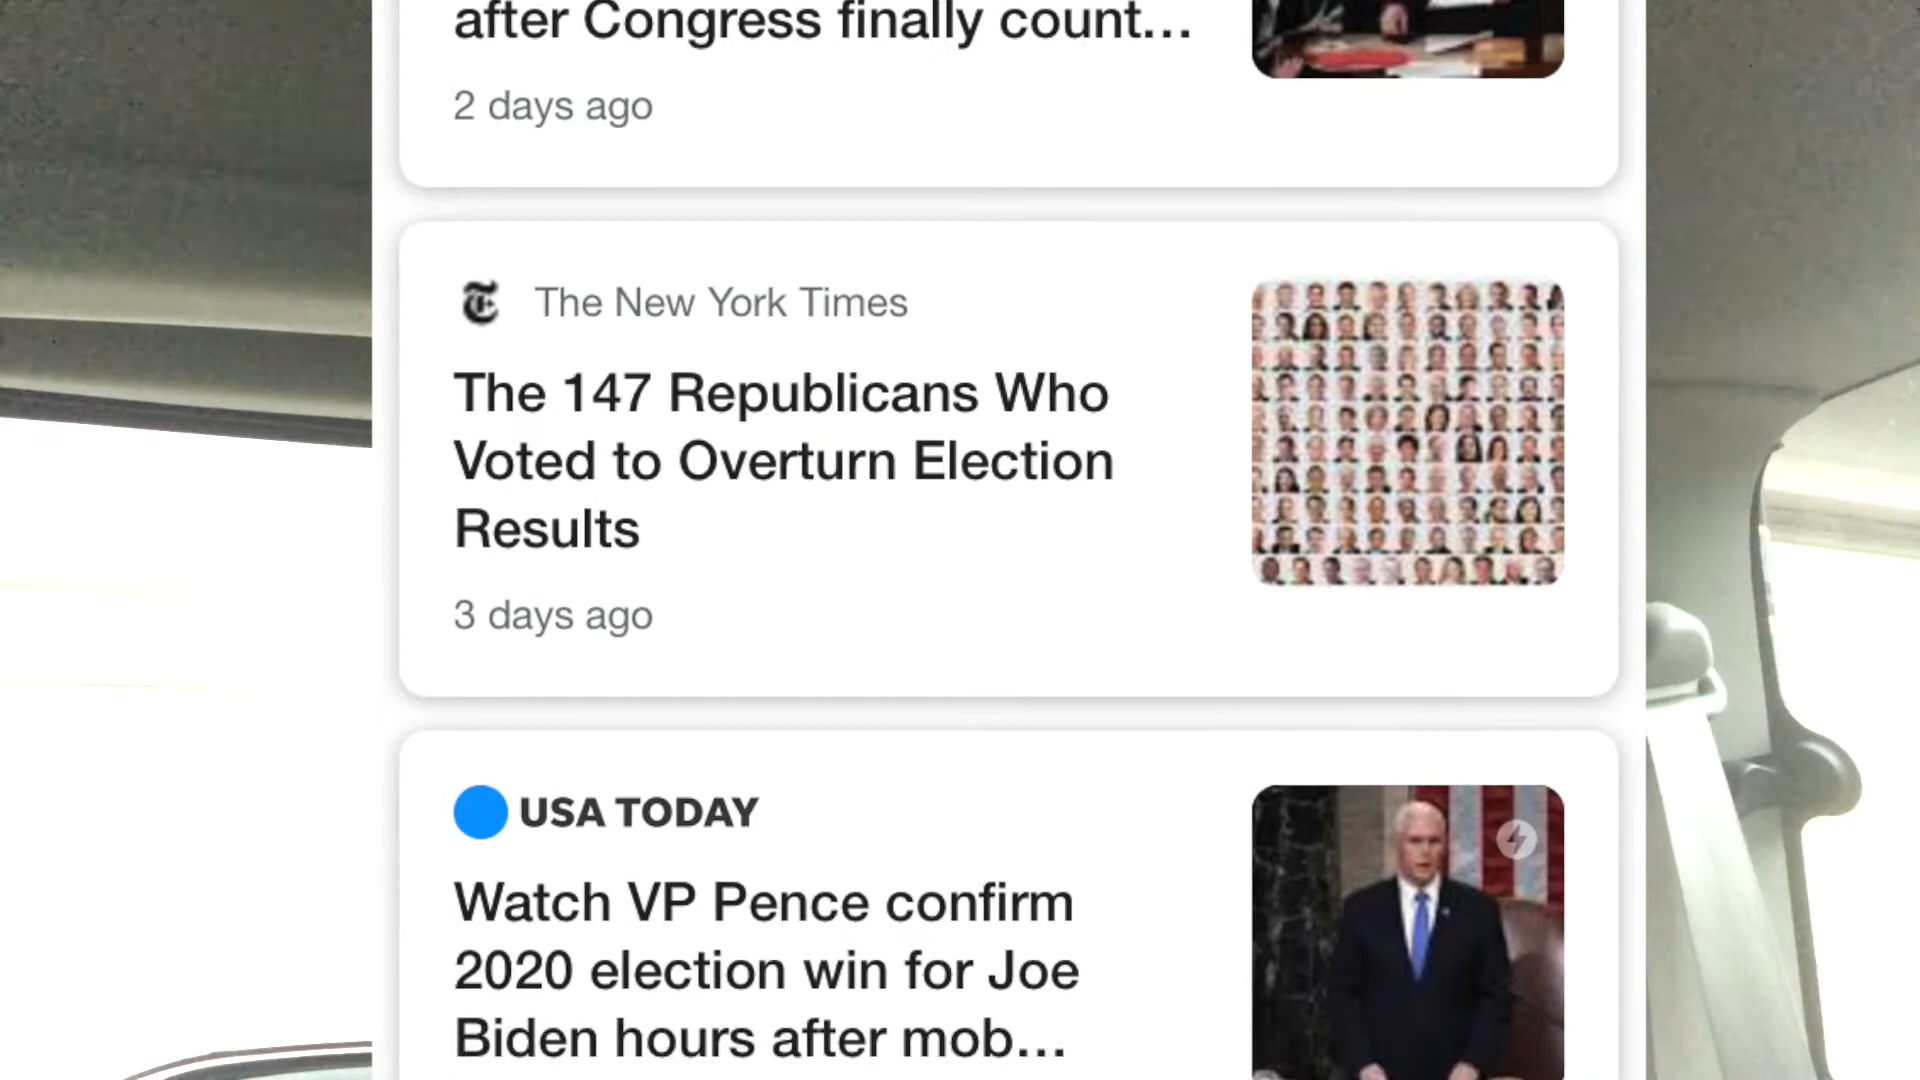 after Congress finally count...
2 days ago
The New York Times
The 147 Republicans Who
Voted to Overturn Election
Results
3 days ago
USA TODAY
Watch VP Pence confirm
2020 election win for Joe
Biden hours after mob...